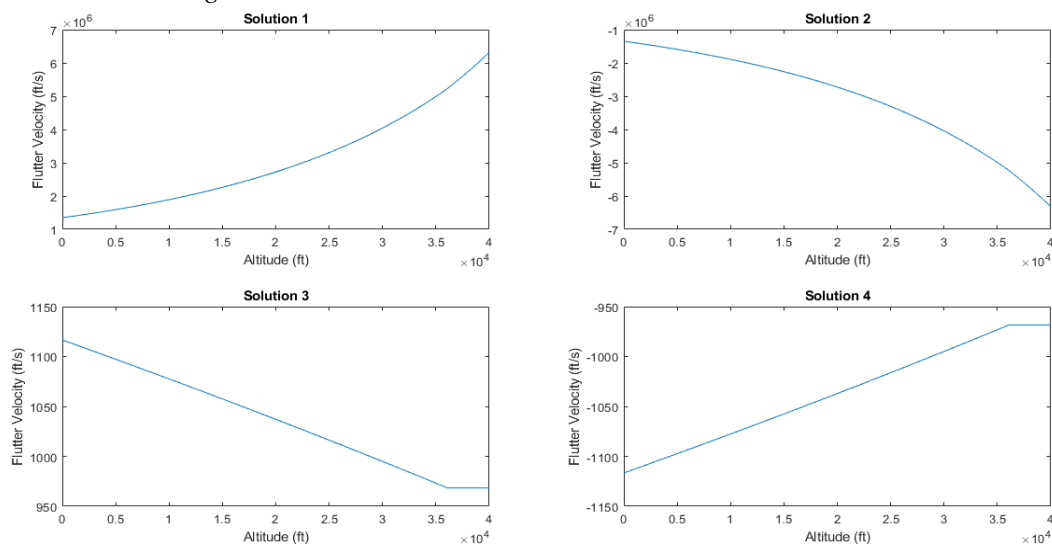 Solution 1
× 10⁶
7
6
5
4
3
2
1
Flutter Velocity (ft/s)
0 0.5 1 1.5 2 2.5 3 3.5 4
Altitude (ft)
× 10⁴
Solution 2
× 10⁶
-1
-2
-3
-4
-5
-6
-7
Flutter Velocity (ft/s)
0 0.5 1 1.5 2 2.5 3 3.5 4
Altitude (ft)
× 10⁴
Solution 3
1150
1100
1050
1000
950
Flutter Velocity (ft/s)
0 0.5 1 1.5 2 2.5 3 3.5 4
Altitude (ft)
× 10⁴
Solution 4
-950
-1000
-1050
-1100
-1150
Flutter Velocity (ft/s)
0 0.5 1 1.5 2 2.5 3 3.5 4
Altitude (ft)
× 10⁴